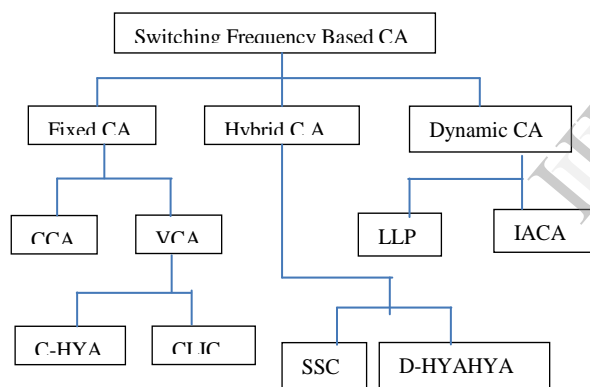 Switching Frequency Based CA
Fixed CA
Hybrid C A
Dynamic CA
CCA
VCA
LLP
IACA
C-HYA
CLIC
SSC
D-HYAHYA